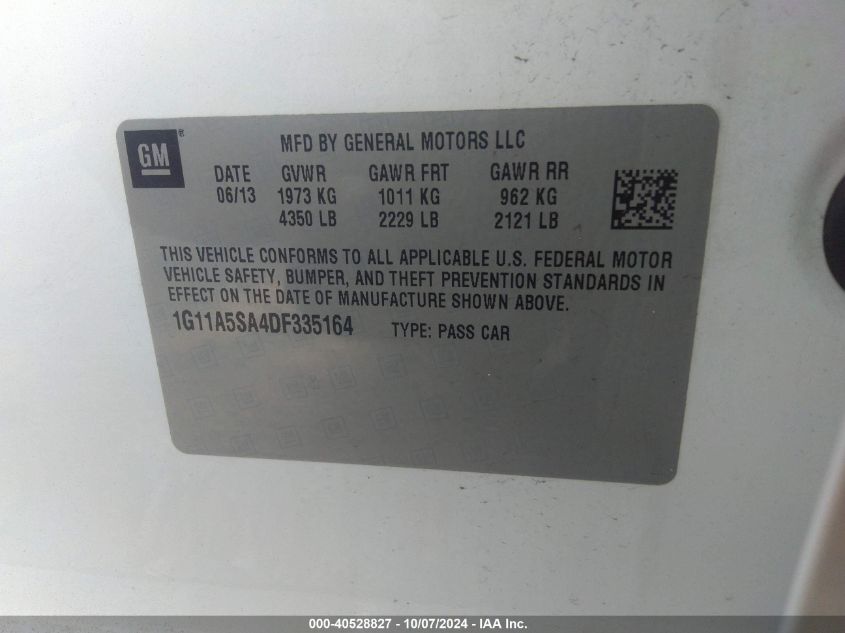 GM ®
MFD BY GENERAL MOTORS LLC
DATE GVWR GAWR FRT GAWR RR
06/13 1973 KG 1011 KG 962 KG
4350 LB 2229 LB 2121 LB
THIS VEHICLE CONFORMS TO ALL APPLICABLE U.S. FEDERAL MOTOR
VEHICLE SAFETY, BUMPER, AND THEFT PREVENTION STANDARDS IN
EFFECT ON THE DATE OF MANUFACTURE SHOWN ABOVE.
1G11A5SA4DF335164 TYPE: PASS CAR
000-40528827 - 10/07/2024 - IAA Inc.